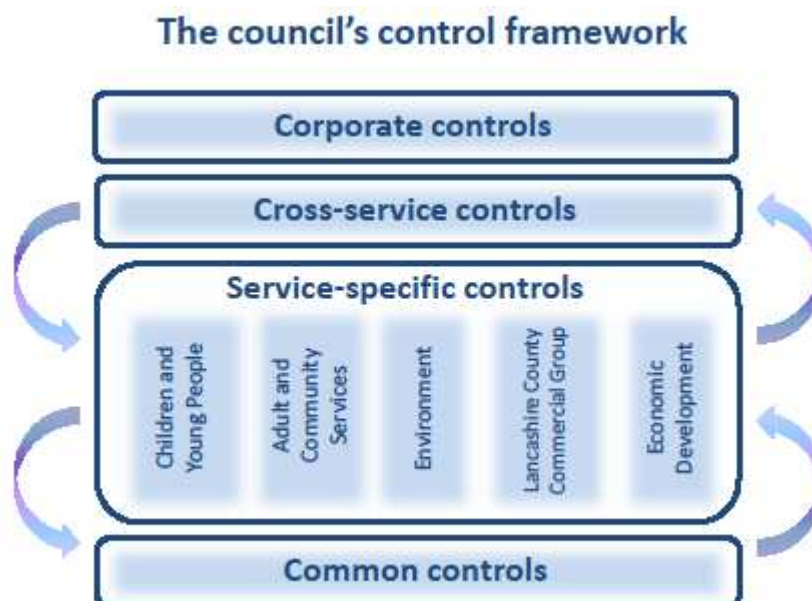 The council's control framework
Corporate controls
Cross-service controls
Service-specific controls
Children and
Young People
Adult and
Community
Services
Environment
Lancashire County
Commercial Group
Economic
Development
Common controls